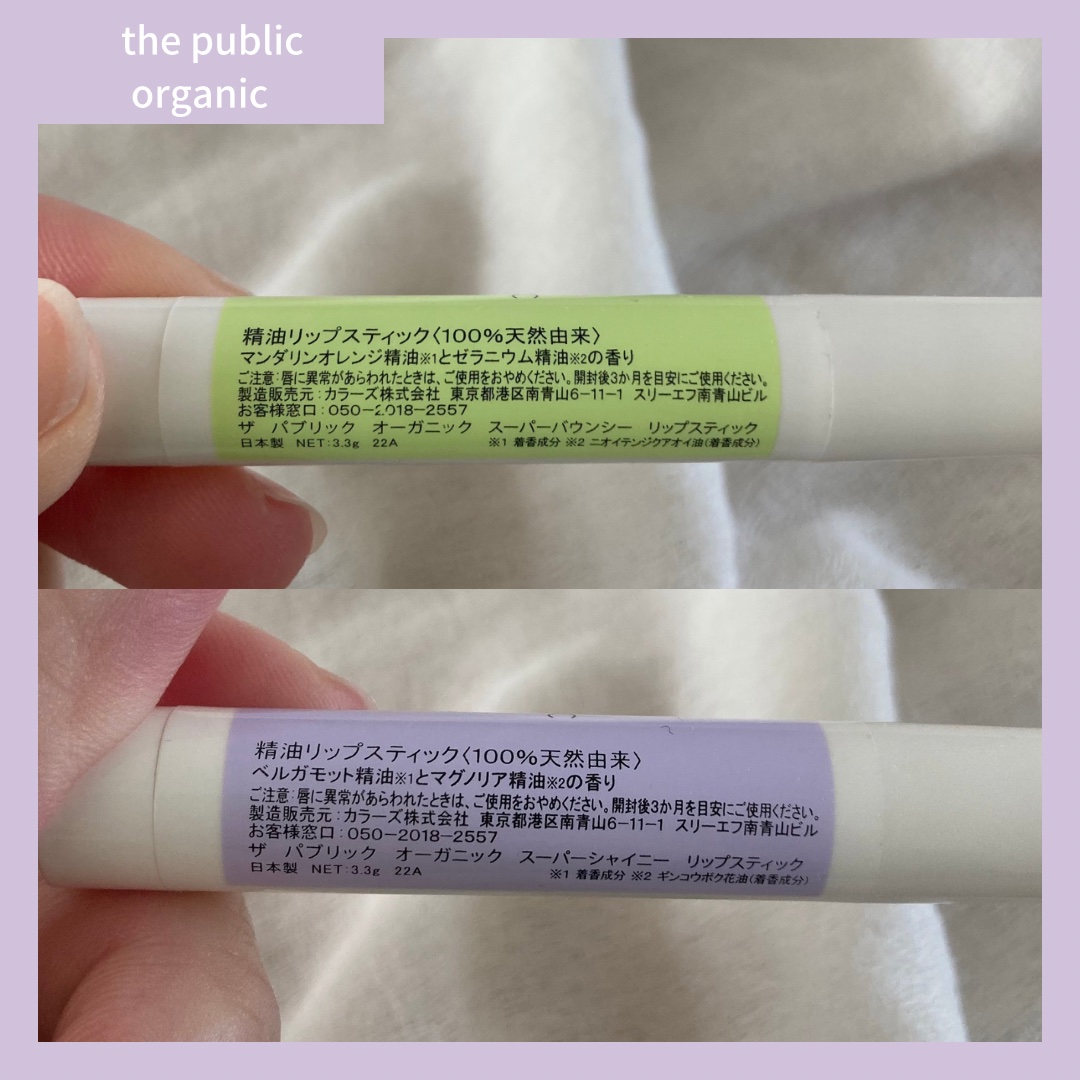 the public
organic
精油リップスティック〈100%天然由来〉
マンダリンオレンジ精油※1とゼラニウム精油※2の香り
ご注意:唇に異常があらわれたときは、ご使用をおやめください。開封後3か月を目安にご使用ください。
製造販売元:カラーズ株式会社 東京都港区南青山6-11-1 スリーエフ南青山ビル
お客様窓口:050-2018-2557
ザ パブリック オーガニック スーパーバウンシー リップスティック
日本製 NET:3.3g 22A ※1 着香成分 ※2 ニオイテンジクアオイ油(着香成分)
精油リップスティック〈100%天然由来〉
ベルガモット精油※1とマグノリア精油※2の香り
ご注意:唇に異常があらわれたときは、ご使用をおやめください。開封後3か月を目安にご使用ください。
製造販売元:カラーズ株式会社 東京都港区南青山6-11-1 スリーエフ南青山ビル
お客様窓口:050-2018-2557
ザ パブリック オーガニック スーパーシャイニー リップスティック
日本製 NET:3.3g 22A ※1 着香成分 ※2 ギンコウボク花油(着香成分)